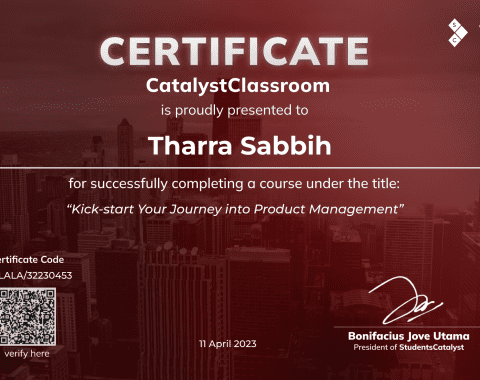 S
C
CERTIFICATE
CatalystClassroom
is proudly presented to
Tharra Sabbih
for successfully completing a course under the title:
“Kick-start Your Journey into Product Management”
ertificate Code
LALA/32230453
verify here
11 April 2023
Bonifacius Jove Utama
President of StudentsCatalyst